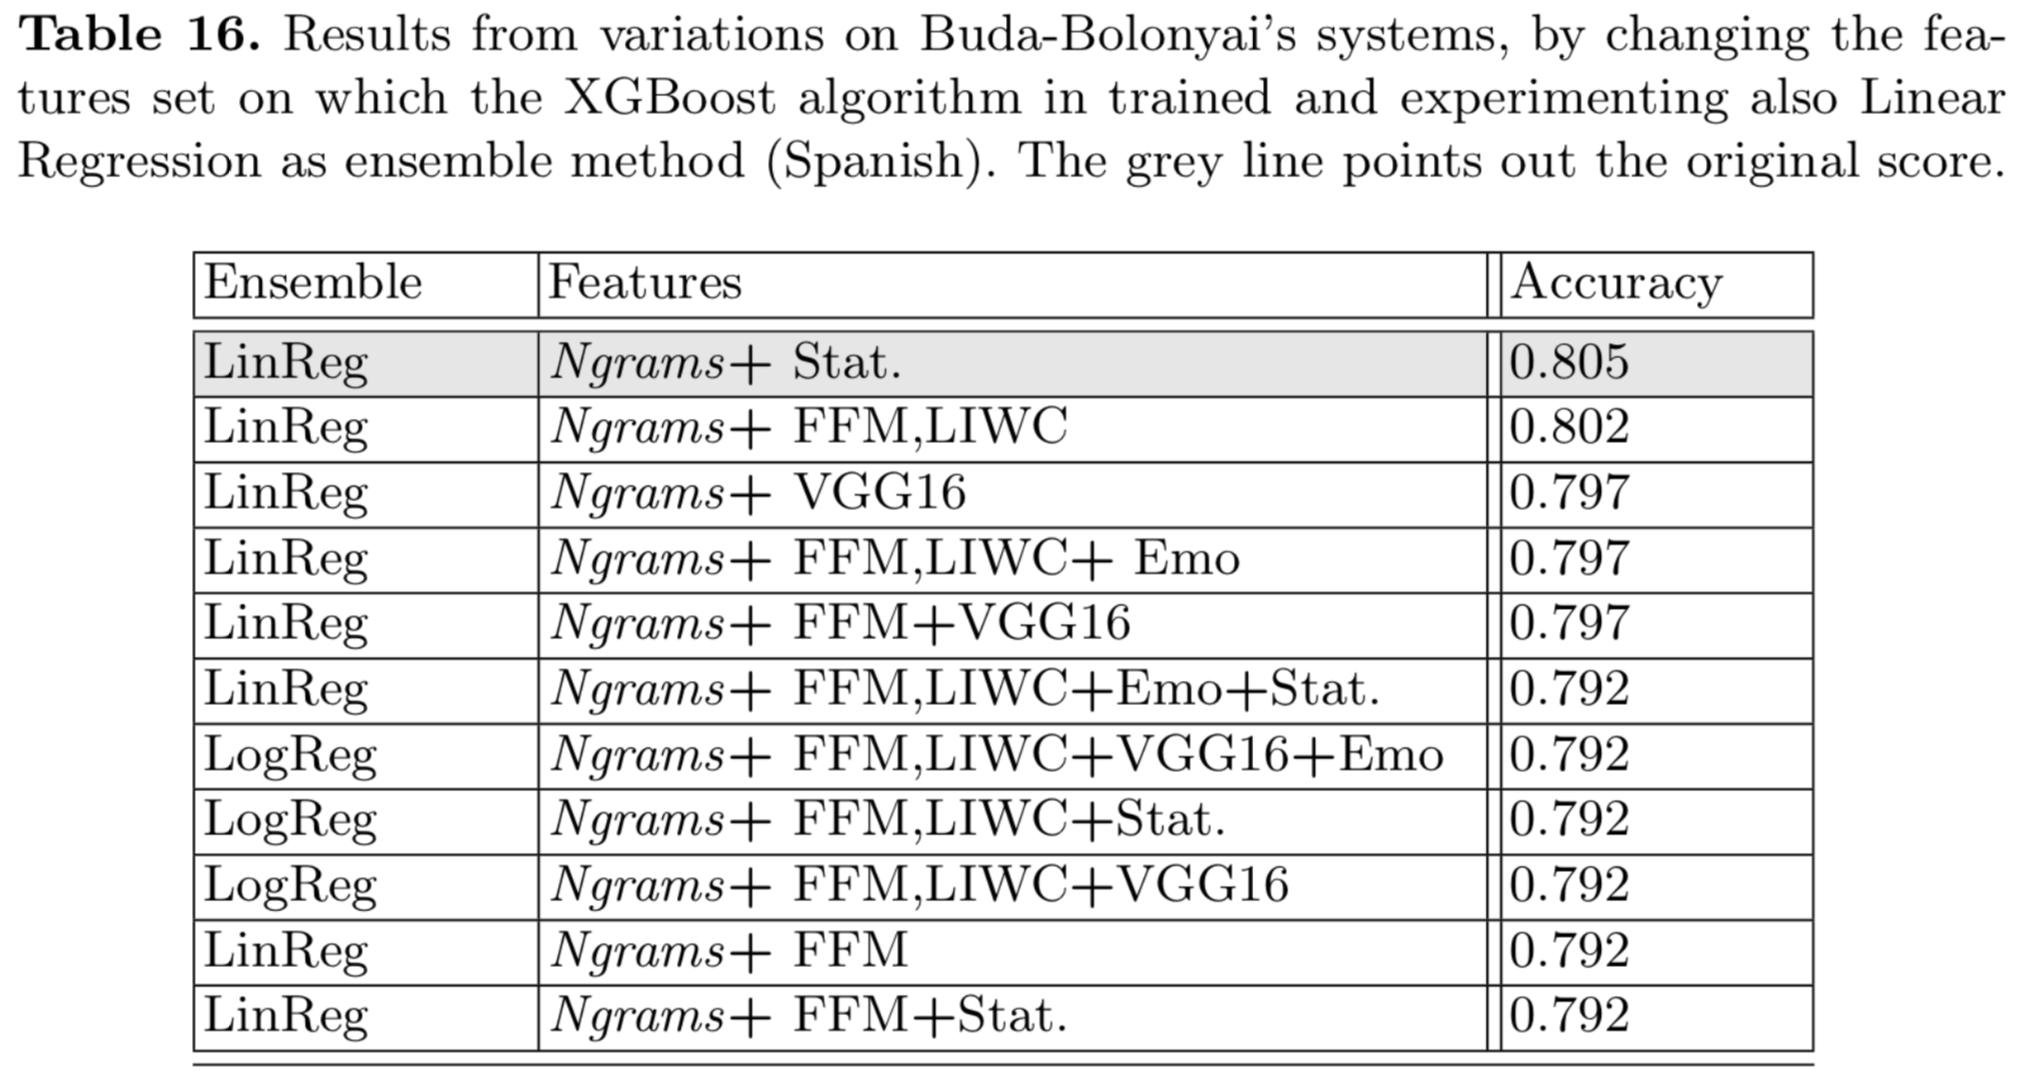 Table 16. Results from variations on Buda-Bolonyai's systems, by changing the fea-
tures set on which the XGBoost algorithm in trained and experimenting also Linear
Regression as ensemble method (Spanish). The grey line points out the original score.
Ensemble Features Accuracy
LinReg Ngrams+ Stat. 0.805
LinReg Ngrams+ FFM,LIWC 0.802
LinReg Ngrams+ VGG16 0.797
LinReg Ngrams+ FFM,LIWC+ Emo 0.797
LinReg Ngrams+ FFM+VGG16 0.797
LinReg Ngrams+ FFM,LIWC+Emo+Stat. 0.792
LogReg Ngrams+ FFM,LIWC+VGG16+Emo 0.792
LogReg Ngrams+ FFM,LIWC+Stat. 0.792
LogReg Ngrams+ FFM,LIWC+VGG16 0.792
LinReg Ngrams+ FFM 0.792
LinReg Ngrams+ FFM+Stat. 0.792